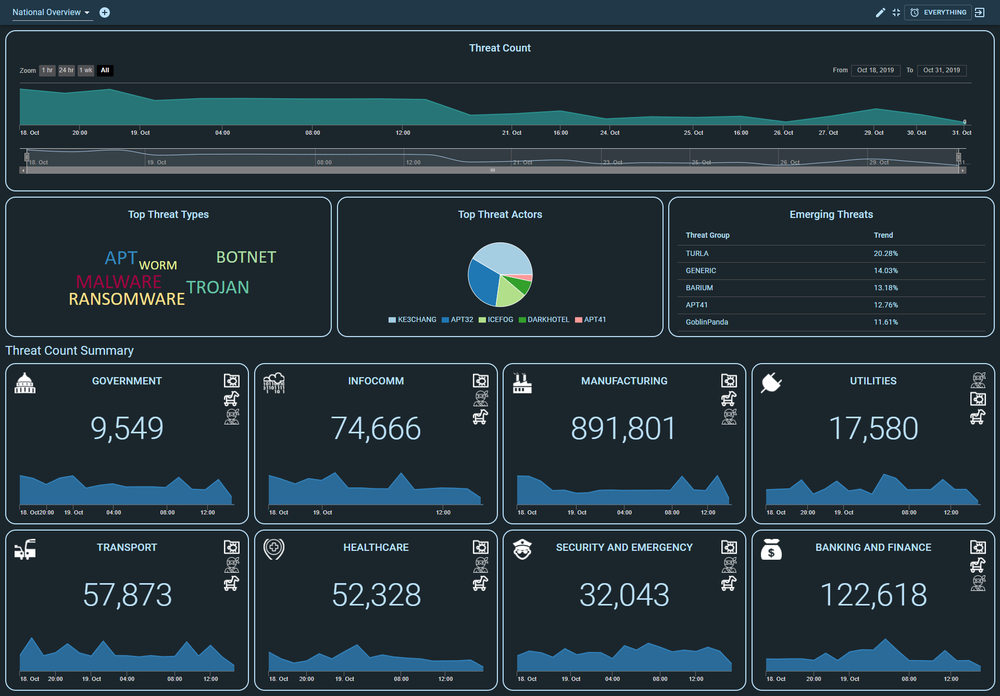 National Overview
EVERYTHING
Threat Count
Zoom 1 hr 24 hr 1 wk All
From Oct 18, 2019 To Oct 31, 2019
0
18. Oct 20:00 19. Oct 04:00 08:00 12:00 21. Oct 16:00 24. Oct 25. Oct 16:00 26. Oct 27. Oct 29. Oct 30. Oct 31. Oct
18. Oct 19. Oct 08:00 12:00 21. Oct 23. Oct 25. Oct 26. Oct 29. Oct 31...
Top Threat Types
APT
WORM
BOTNET
MALWARE
TROJAN
RANSOMWARE
Top Threat Actors
KE3CHANG APT32 ICEFOG DARKHOTEL APT41
Emerging Threats
Threat Group Trend
TURLA 20.28%
GENERIC 14.03%
BARIUM 13.18%
APT41 12.76%
GoblinPanda 11.61%
Threat Count Summary
GOVERNMENT
9,549
18. Oct 20:00 19. Oct 04:00 08:00 12:00
INFOCOMM
74,666
18. Oct 19. Oct 12:00
MANUFACTURING
891,801
18. Oct 19. Oct 04:00 08:00 12:00
UTILITIES
17,580
18. Oct 20:00 19. Oct 08:00 12:00
TRANSPORT
57,873
18. Oct 20:00 19. Oct 04:00 08:00 12:00
HEALTHCARE
52,328
18. Oct 20:00 19. Oct 08:00 12:00
SECURITY AND EMERGENCY
32,043
18. Oct 19. Oct 04:00 08:00 12:00
BANKING AND FINANCE
$
122,618
18. Oct 20:00 19. Oct 08:00 12:00